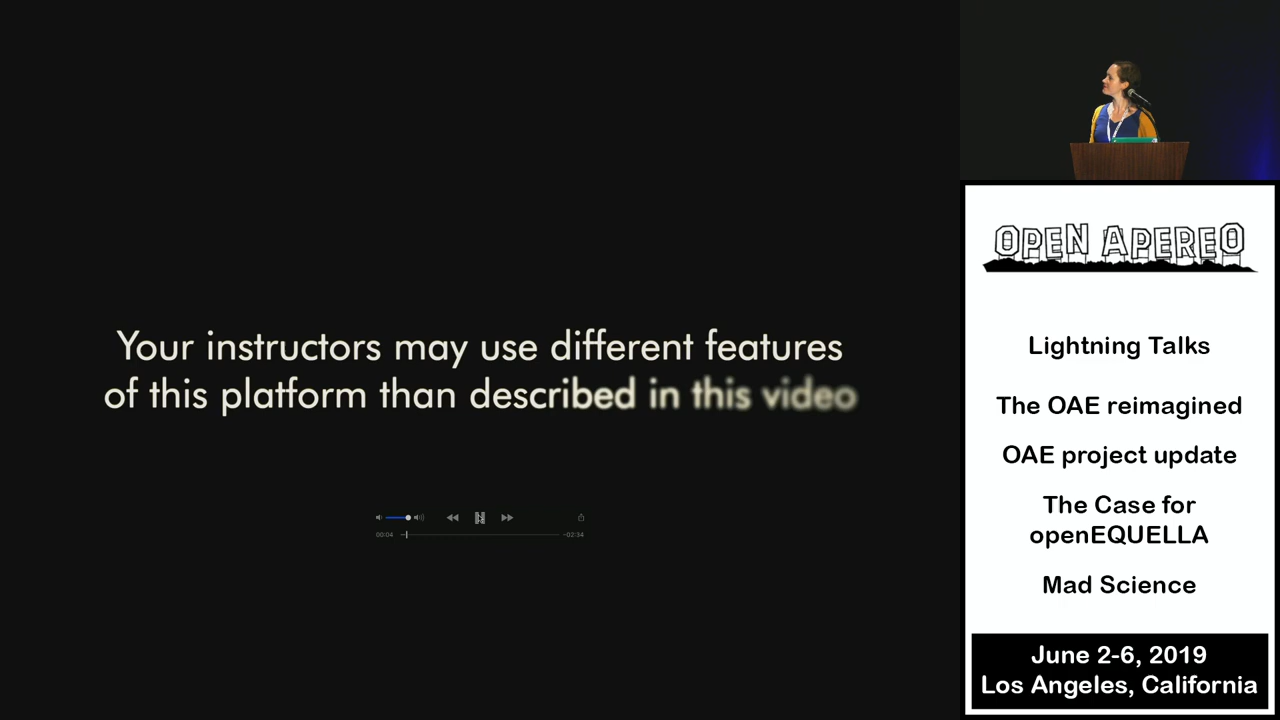 Your instructors may use different features
of this platform than described in this video
00:04
-02:34
OPEN APEREO
Lightning Talks
The OAE reimagined
OAE project update
The Case for
openEQUELLA
Mad Science
June 2-6, 2019
Los Angeles, California